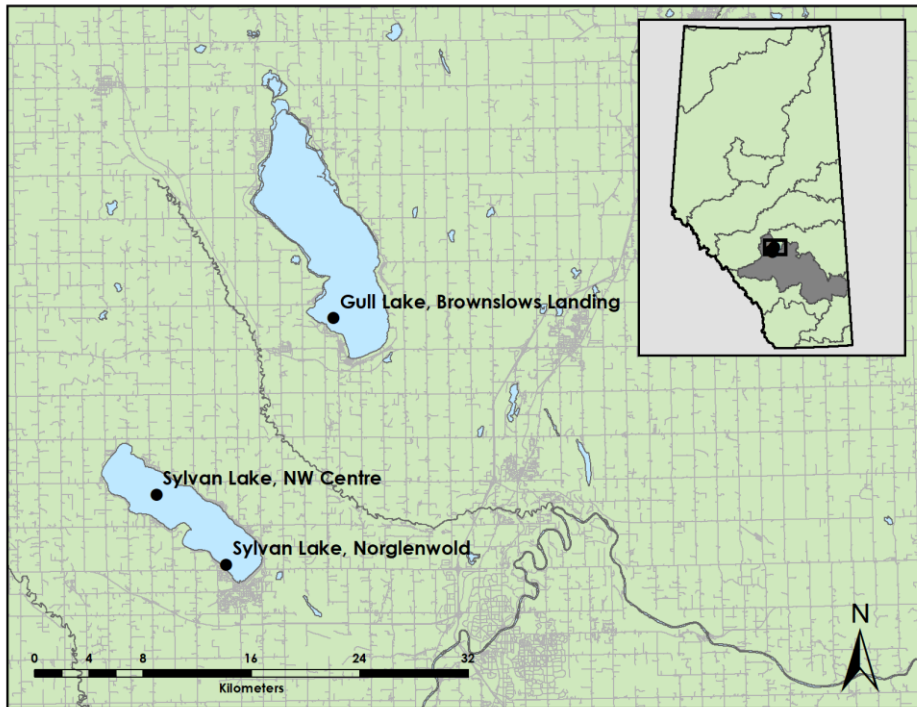 Gull Lake, Brownslows Landing
Sylvan Lake, NW Centre
Sylvan Lake, Norglenwold
N
0 4 8 16 24 32
Kilometers